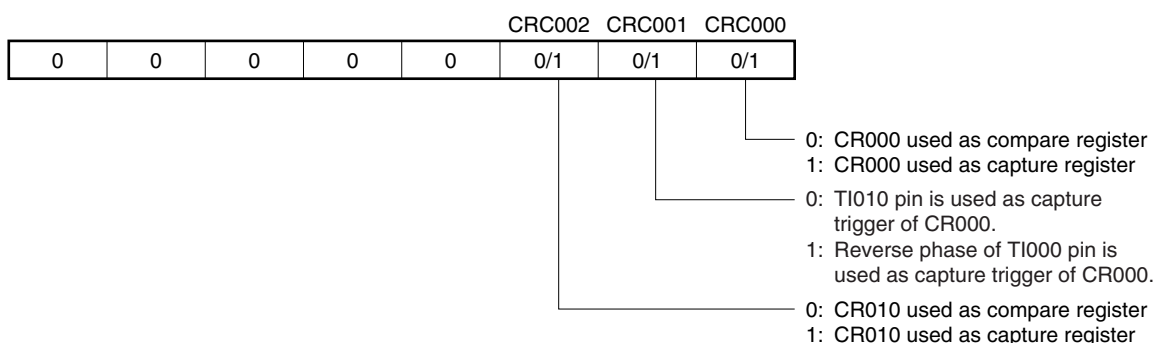 CRC002 CRC001 CRC000
0 0 0 0 0 0/1 0/1 0/1
0: CR000 used as compare register
1: CR000 used as capture register
0: TI010 pin is used as capture
trigger of CR000.
1: Reverse phase of TI000 pin is
used as capture trigger of CR000.
0: CR010 used as compare register
1: CR010 used as capture register